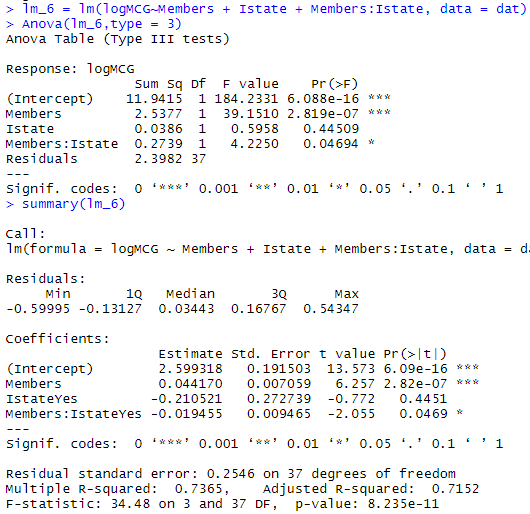 > lm_6 = lm(logMCG~Members + Istate + Members:Istate, data = dat)
> Anova(lm_6,type = 3)
Anova Table (Type III tests)

Response: logMCG
                Sum Sq Df  F value    Pr(>F)    
(Intercept)    11.9415  1 184.2331 6.088e-16 ***
Members         2.5377  1  39.1510 2.819e-07 ***
Istate          0.0386  1   0.5958   0.44509    
Members:Istate  0.2739  1   4.2250   0.04694 *  
Residuals       2.3982 37                       
---
Signif. codes:  0 ‘***’ 0.001 ‘**’ 0.01 ‘*’ 0.05 ‘.’ 0.1 ‘ ’ 1
> summary(lm_6)

Call:
lm(formula = logMCG ~ Members + Istate + Members:Istate, data = d

Residuals:
     Min       1Q   Median       3Q      Max 
-0.59995 -0.13127  0.03443  0.16767  0.54347 

Coefficients:
                   Estimate Std. Error t value Pr(>|t|)    
(Intercept)        2.599318   0.191503  13.573 6.09e-16 ***
Members            0.044170   0.007059   6.257 2.82e-07 ***
IstateYes         -0.210521   0.272739  -0.772   0.4451    
Members:IstateYes -0.019455   0.009465  -2.055   0.0469 *  
---
Signif. codes:  0 ‘***’ 0.001 ‘**’ 0.01 ‘*’ 0.05 ‘.’ 0.1 ‘ ’ 1

Residual standard error: 0.2546 on 37 degrees of freedom
Multiple R-squared:  0.7365,    Adjusted R-squared:  0.7152 
F-statistic: 34.48 on 3 and 37 DF,  p-value: 8.235e-11